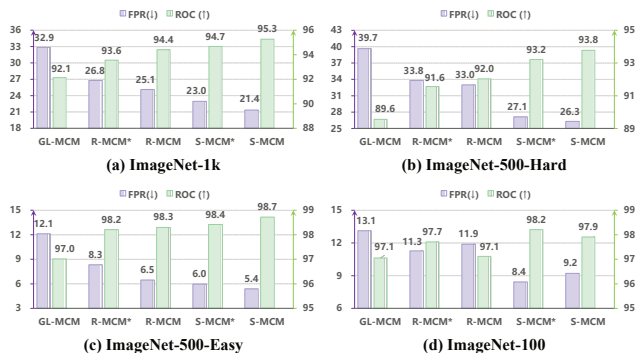 FPR(↓) ROC (↑) FPR(↓) ROC (↑)
36 33 30 27 24 21 18 32.9 92.1 26.8 93.6 25.1 94.4 23.0 94.7 21.4 95.3 96 94 92 90 88
GL-MCM R-MCM* R-MCM S-MCM* S-MCM
(a) ImageNet-1k
43 40 37 34 31 28 25 39.7 89.6 33.8 91.6 33.0 92.0 27.1 93.2 26.3 93.8 95 93 91 89
GL-MCM R-MCM* R-MCM S-MCM* S-MCM
(b) ImageNet-500-Hard
FPR(↓) ROC (↑) FPR(↓) ROC (↑)
15 12 9 6 3 12.1 97.0 8.3 98.2 6.5 98.3 6.0 98.4 5.4 98.7 99 98 97 96 95
GL-MCM R-MCM* R-MCM S-MCM* S-MCM
(c) ImageNet-500-Easy
15 12 9 6 13.1 97.1 11.3 97.7 11.9 97.1 8.4 98.2 9.2 97.9 99 98 97 96 95
GL-MCM R-MCM* R-MCM S-MCM* S-MCM
(d) ImageNet-100